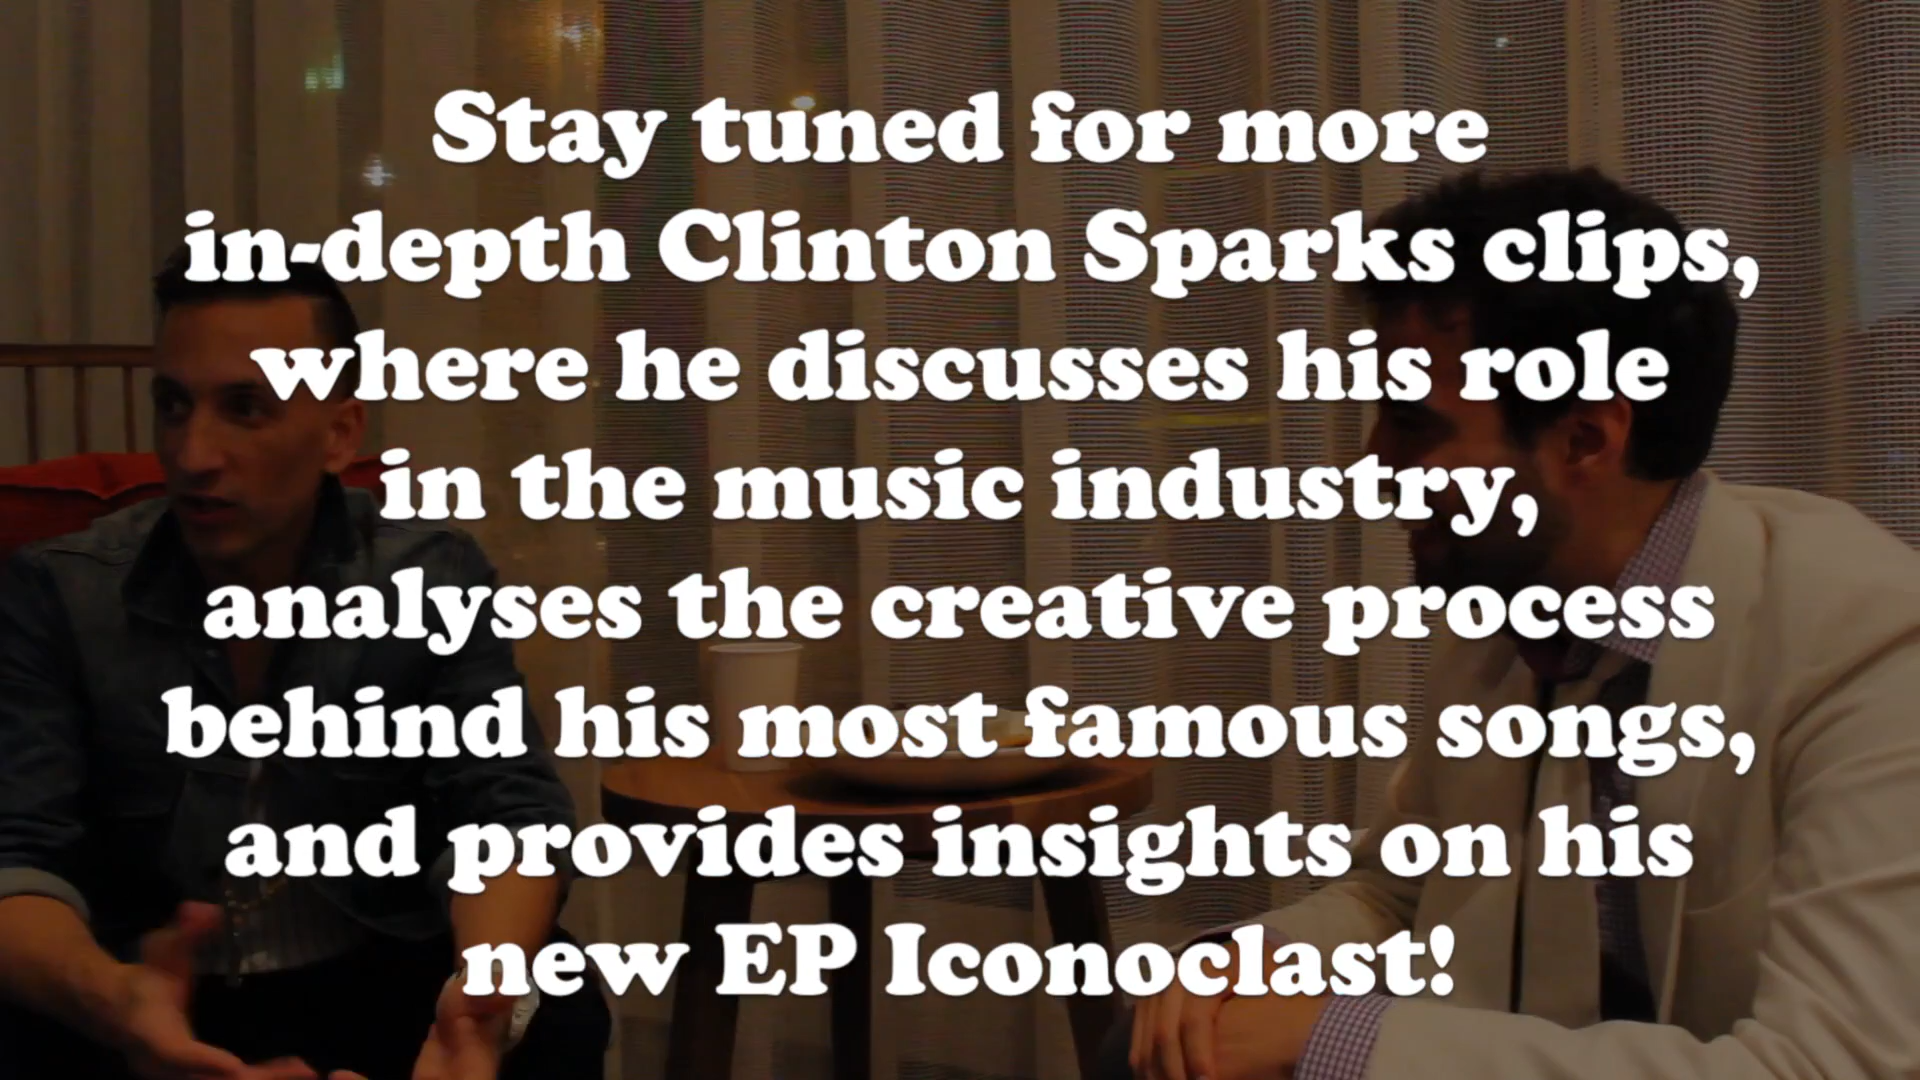 Stay tuned for more
in-depth Clinton Sparks clips,
where he discusses his role
in the music industry,
analyses the creative process
behind his most famous songs,
and provides insights on his
new EP Iconoclast!